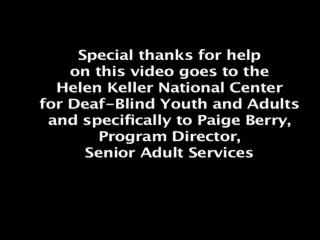 Special thanks for help
on this video goes to the
Helen Keller National Center
for Deaf-Blind Youth and Adults
and specifically to Paige Berry,
Program Director,
Senior Adult Services